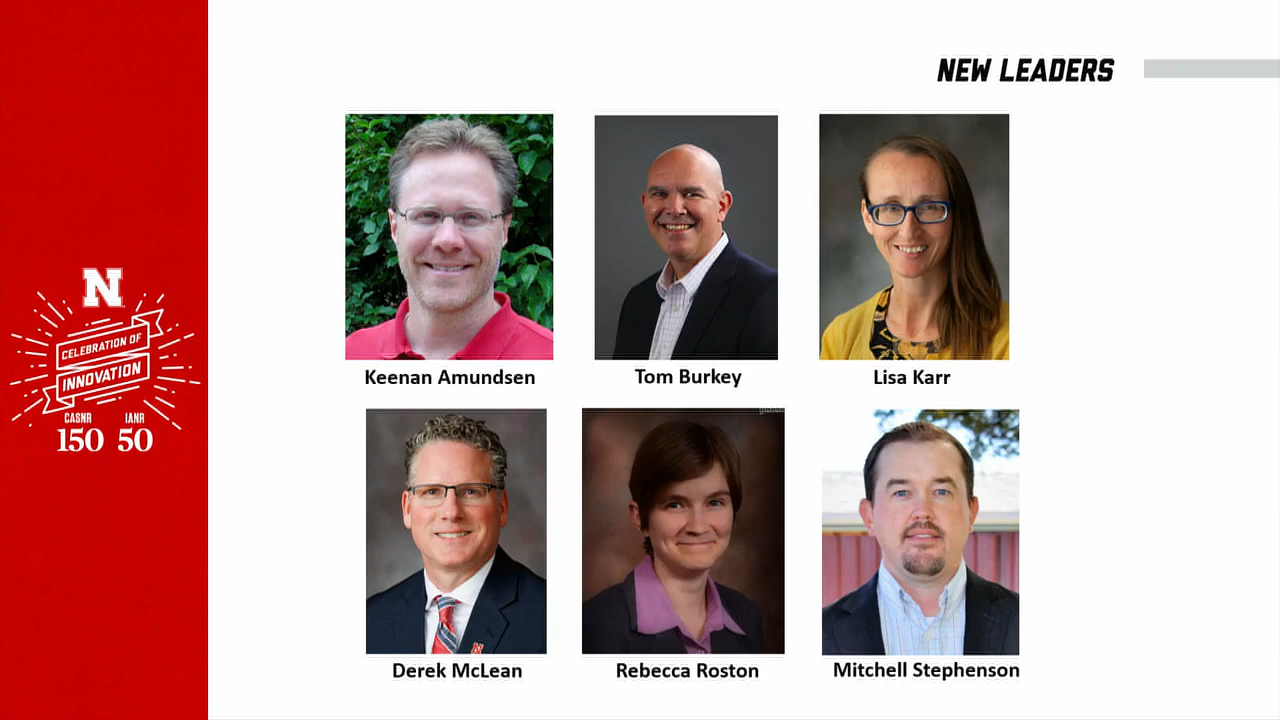 NEW LEADERS
Keenan Amundsen
Tom Burkey
Lisa Karr
Derek McLean
Rebecca Roston
Mitchell Stephenson
N
CELEBRATION OF
INNOVATION
CASNR IANR
150 50
N